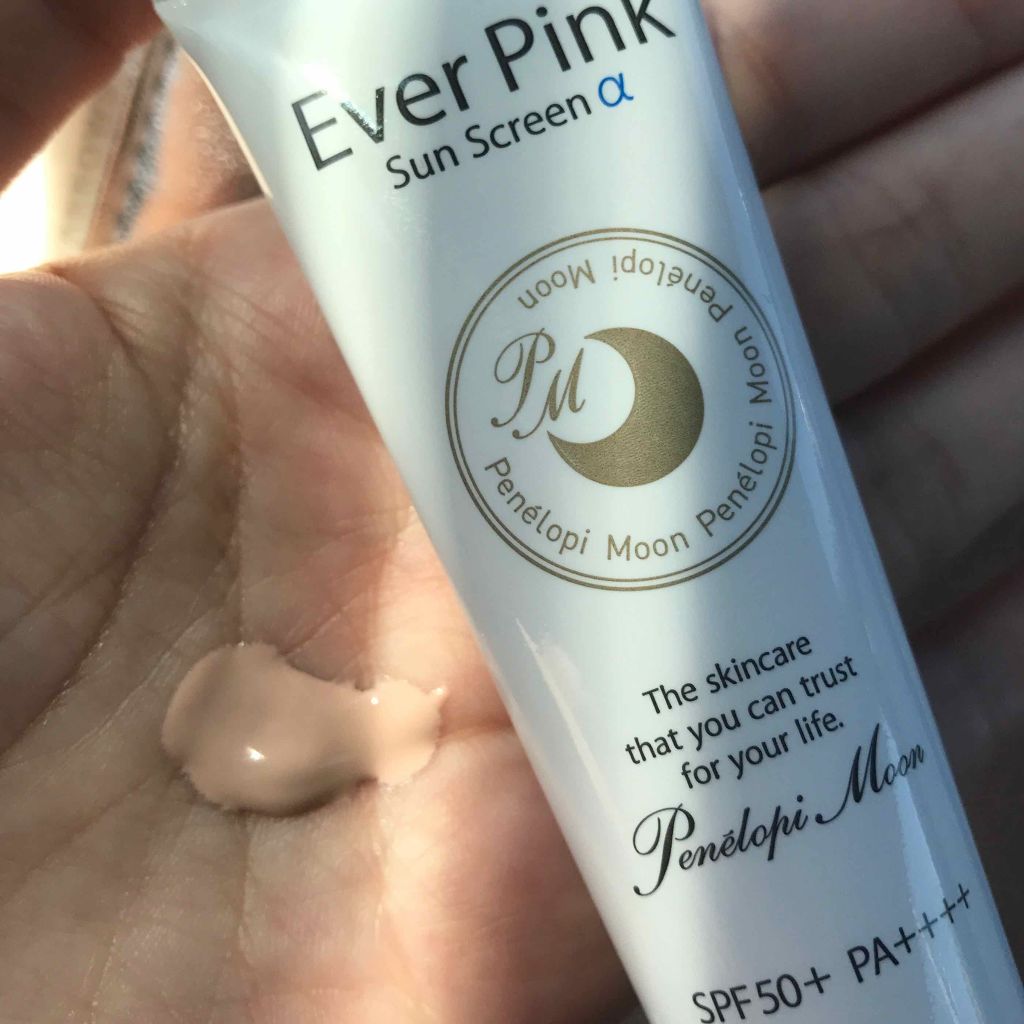 Ever Pink
Sun Screen α
Penélopi Moon Penélopi Moon Penélopi Moon
PM
The skincare
that you can trust
for your life.
Penélopi Moon
SPF50+ PA++++